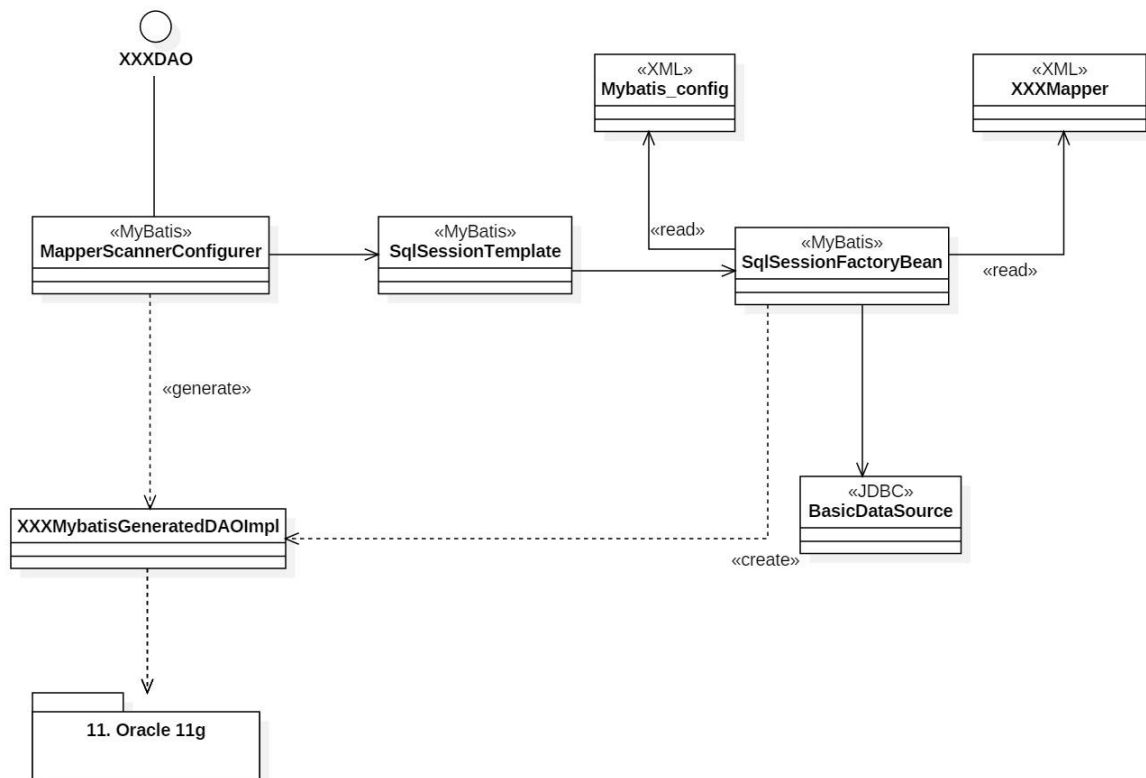 XXXDAO
«XML»
Mybatis_config
«XML»
XXXMapper
«MyBatis»
MapperScannerConfigurer
«MyBatis»
SqlSessionTemplate
«read»
«MyBatis»
SqlSessionFactoryBean
«read»
«generate»
«JDBC»
BasicDataSource
XXXMybatisGeneratedDAOImpl
«create»
11. Oracle 11g